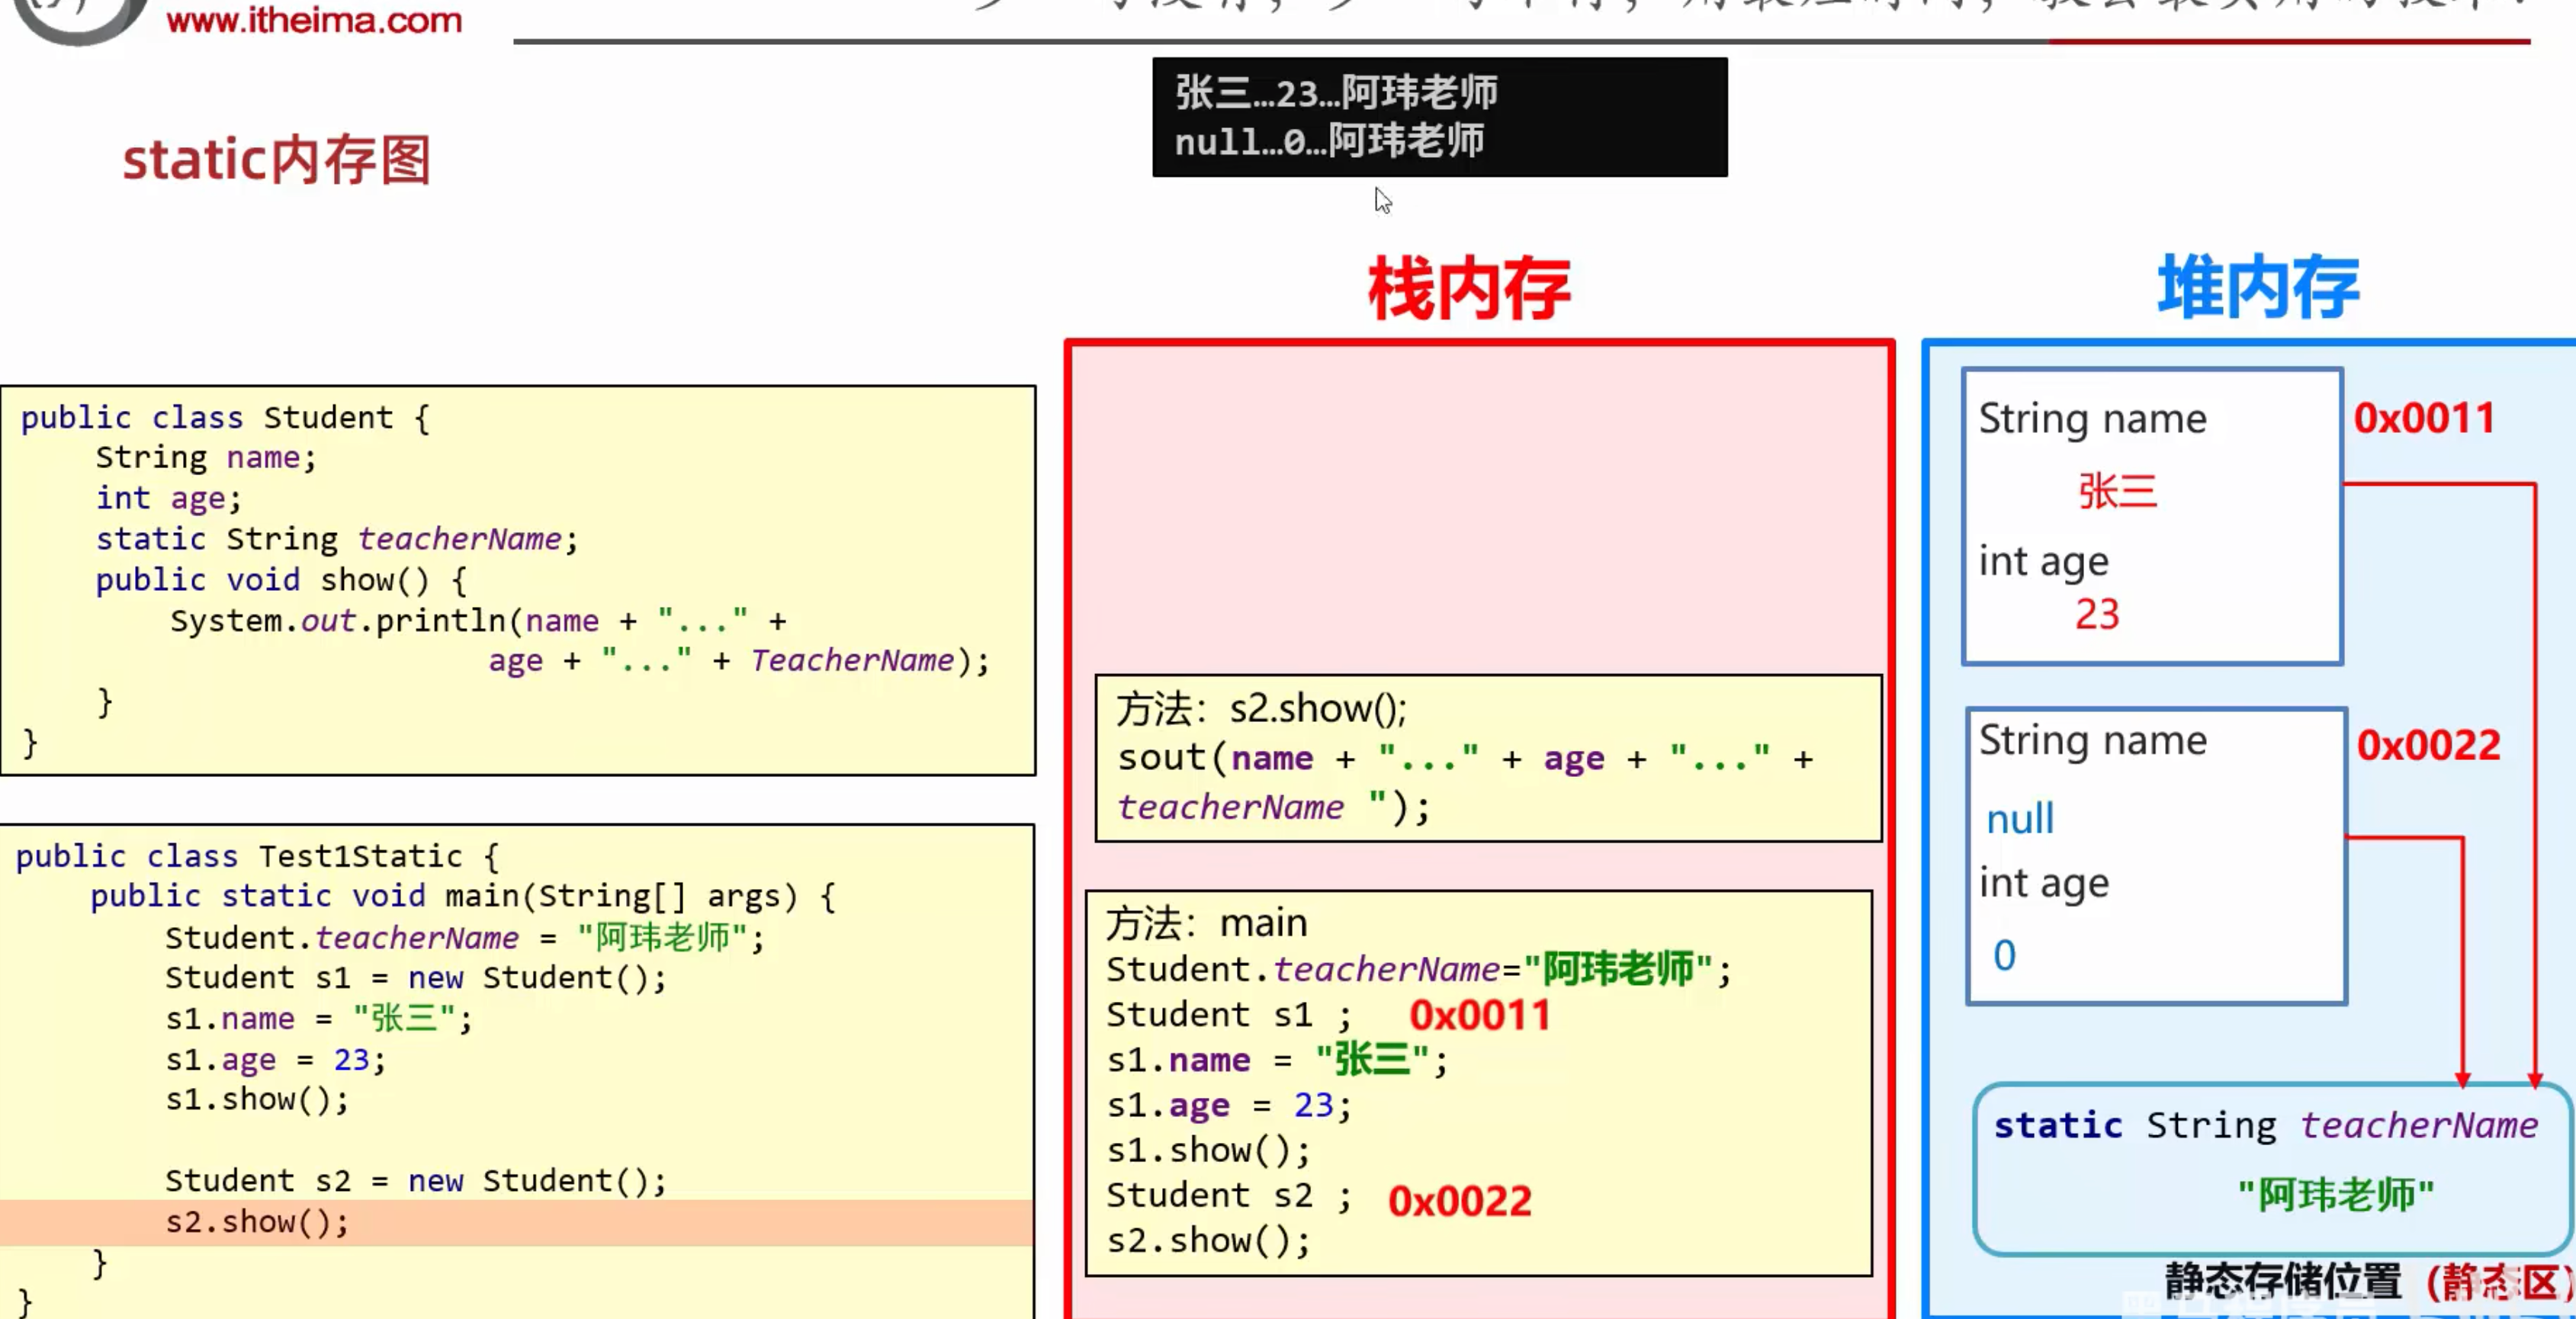 www.itheima.com
张三…23…阿玮老师
null…0…阿玮老师
static内存图
public class Student {
String name;
int age;
static String teacherName;
public void show() {
System.out.println(name + "..." +
age + "..." + TeacherName);
}
}
public class Test1Static {
public static void main(String[] args) {
Student.teacherName = "阿玮老师";
Student s1 = new Student();
s1.name = "张三";
s1.age = 23;
s1.show();
Student s2 = new Student();
s2.show();
}
}
栈内存
方法：s2.show();
sout(name + "..." + age + "..." +
teacherName ");
方法：main
Student.teacherName="阿玮老师";
Student s1 ; 0x0011
s1.name = "张三";
s1.age = 23;
s1.show();
Student s2 ; 0x0022
s2.show();
堆内存
String name
0x0011
张三
int age
23
String name
0x0022
null
int age
0
static String teacherName
"阿玮老师"
静态存储位置（静态区）